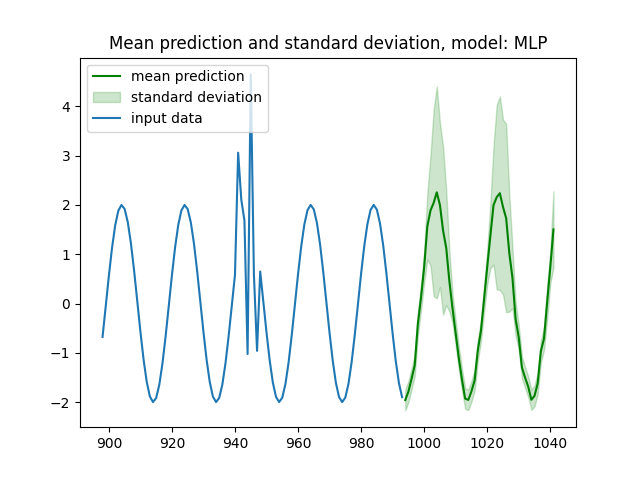 Mean prediction and standard deviation, model: MLP
mean prediction
standard deviation
input data
4
3
2
1
0
−1
−2
900 920 940 960 980 1000 1020 1040